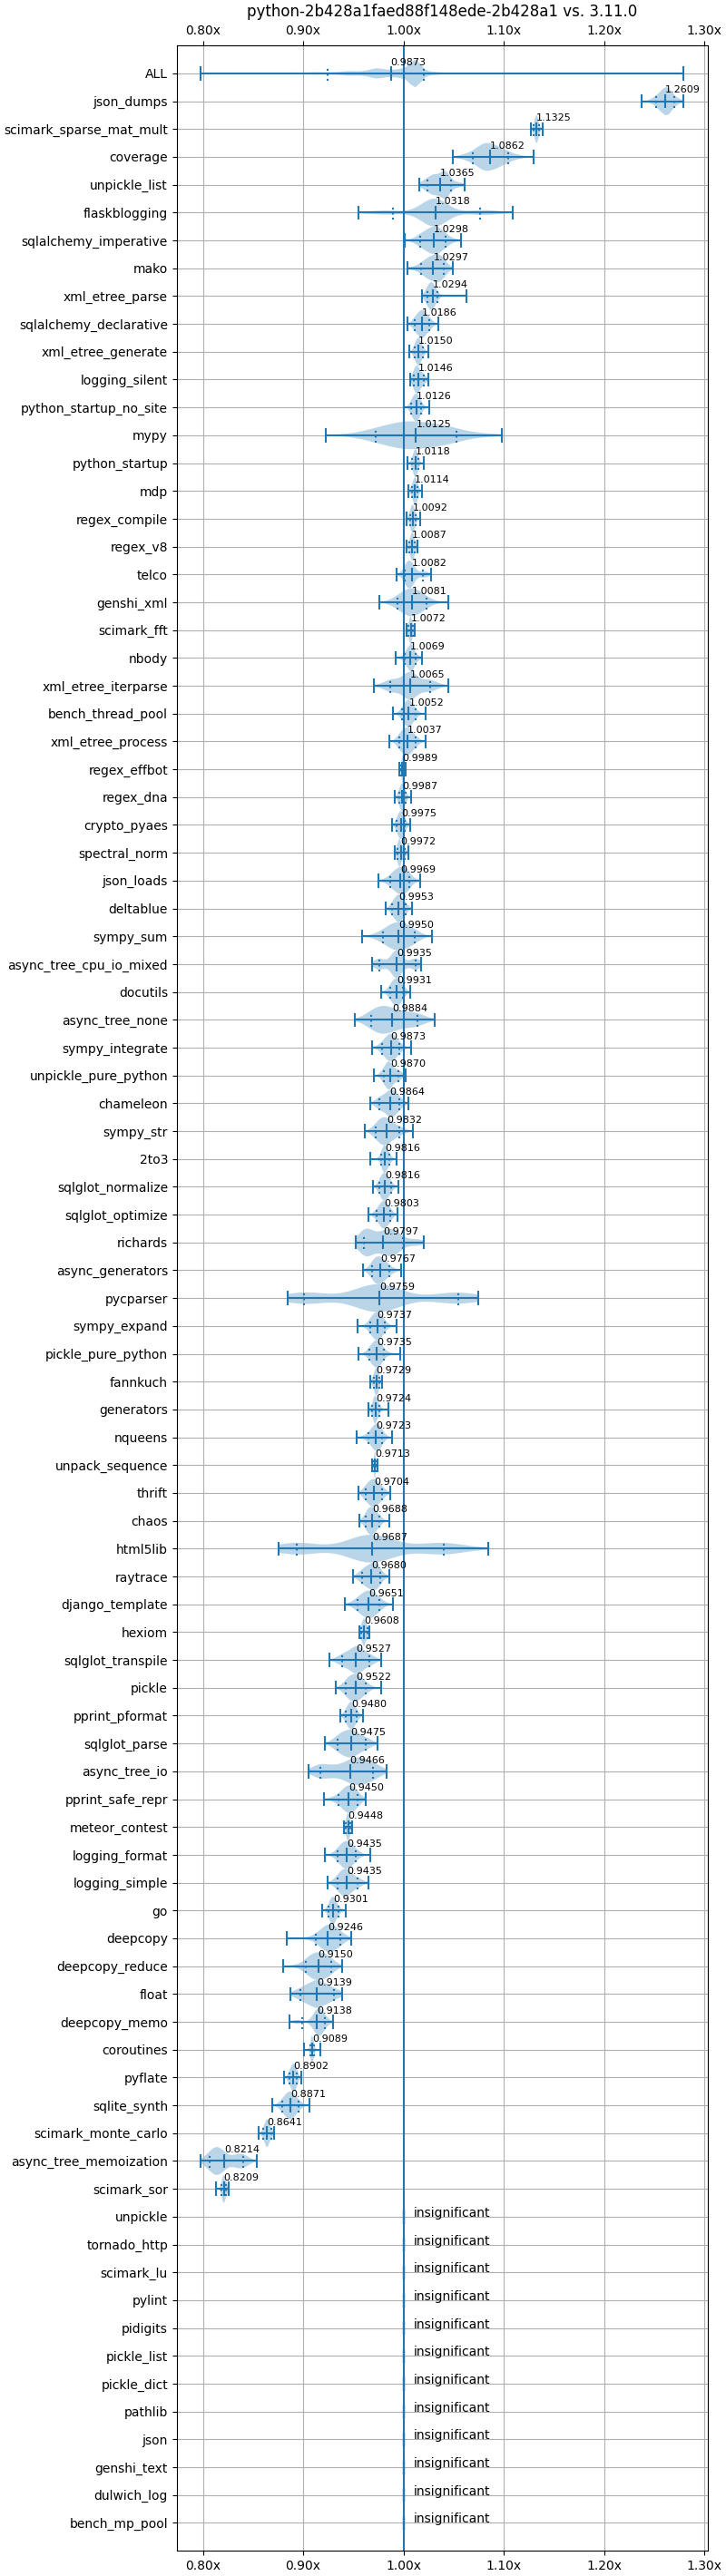 python-2b428a1faed88f148ede-2b428a1 vs. 3.11.0
0.80x 0.90x 1.00x 1.10x 1.20x 1.30x
ALL 0.9873
json_dumps 1.2609
scimark_sparse_mat_mult 1.1325
coverage 1.0862
unpickle_list 1.0365
flaskblogging 1.0318
sqlalchemy_imperative 1.0298
mako 1.0297
xml_etree_parse 1.0294
sqlalchemy_declarative 1.0186
xml_etree_generate 1.0150
logging_silent 1.0146
python_startup_no_site 1.0126
mypy 1.0125
python_startup 1.0118
mdp 1.0114
regex_compile 1.0092
regex_v8 1.0087
telco 1.0082
genshi_xml 1.0081
scimark_fft 1.0072
nbody 1.0069
xml_etree_iterparse 1.0065
bench_thread_pool 1.0052
xml_etree_process 1.0037
regex_effbot 0.9989
regex_dna 0.9987
crypto_pyaes 0.9975
spectral_norm 0.9972
json_loads 0.9969
deltablue 0.9953
sympy_sum 0.9950
async_tree_cpu_io_mixed 0.9935
docutils 0.9931
async_tree_none 0.9884
sympy_integrate 0.9873
unpickle_pure_python 0.9870
chameleon 0.9864
sympy_str 0.9832
2to3 0.9816
sqlglot_normalize 0.9816
sqlglot_optimize 0.9803
richards 0.9797
async_generators 0.9767
pycparser 0.9759
sympy_expand 0.9737
pickle_pure_python 0.9735
fannkuch 0.9729
generators 0.9724
nqueens 0.9723
unpack_sequence 0.9713
thrift 0.9704
chaos 0.9688
html5lib 0.9687
raytrace 0.9680
django_template 0.9651
hexiom 0.9608
sqlglot_transpile 0.9527
pickle 0.9522
pprint_pformat 0.9480
sqlglot_parse 0.9475
async_tree_io 0.9466
pprint_safe_repr 0.9450
meteor_contest 0.9448
logging_format 0.9435
logging_simple 0.9435
go 0.9301
deepcopy 0.9246
deepcopy_reduce 0.9150
float 0.9139
deepcopy_memo 0.9138
coroutines 0.9089
pyflate 0.8902
sqlite_synth 0.8871
scimark_monte_carlo 0.8641
async_tree_memoization 0.8214
scimark_sor 0.8209
unpickle insignificant
tornado_http insignificant
scimark_lu insignificant
pylint insignificant
pidigits insignificant
pickle_list insignificant
pickle_dict insignificant
pathlib insignificant
json insignificant
genshi_text insignificant
dulwich_log insignificant
bench_mp_pool insignificant
0.80x 0.90x 1.00x 1.10x 1.20x 1.30x